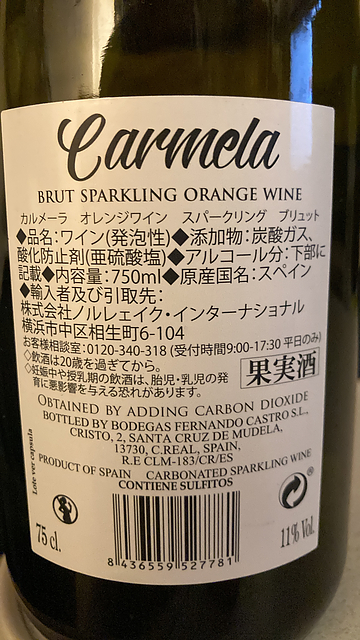 Carmela
BRUT SPARKLING ORANGE WINE
カルメーラ オレンジワイン スパークリング ブリュット
◆品名:ワイン(発泡性)◆添加物:炭酸ガス、
酸化防止剤(亜硫酸塩)◆アルコール分:下部に
記載◆内容量:750ml◆原産国名:スペイン
◆輸入者及び引取先:
株式会社ノルレェイク・インターナショナル
横浜市中区相生町6-104
お客様相談室:0120-340-318 (受付時間9:00-17:30 平日のみ)
◇飲酒は20歳を過ぎてから。
◇妊娠中や授乳期の飲酒は、胎児・乳児の発
育に悪影響を与える恐れがあります。
果実酒
OBTAINED BY ADDING CARBON DIOXIDE
BOTTLED BY BODEGAS FERNANDO CASTRO S.L.,
CRISTO, 2, SANTA CRUZ DE MUDELA,
13730, C.REAL, SPAIN,
R.E CLM-183/CR/ES
PRODUCT OF SPAIN CARBONATED SPARKLING WINE
CONTIENE SULFITOS
Lote ver capsula
75 cl.
8 436559 527781
®
11% Vol.